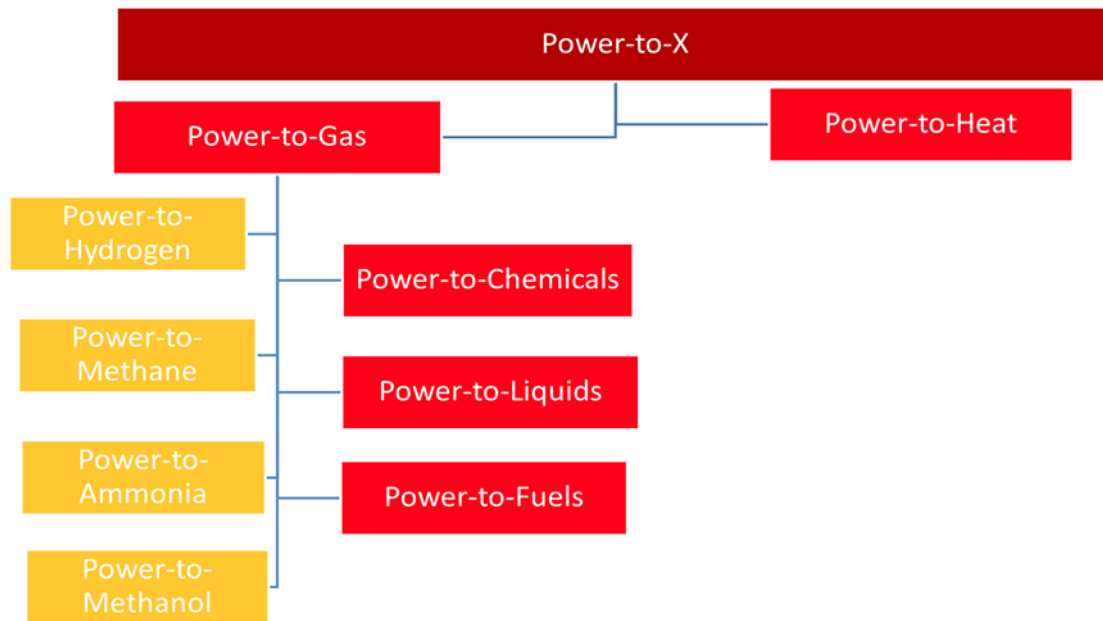 Power-to-X
Power-to-Gas
Power-to-Heat
Power-to-
Hydrogen
Power-to-Chemicals
Power-to-
Methane
Power-to-Liquids
Power-to-
Ammonia
Power-to-Fuels
Power-to-
Methanol